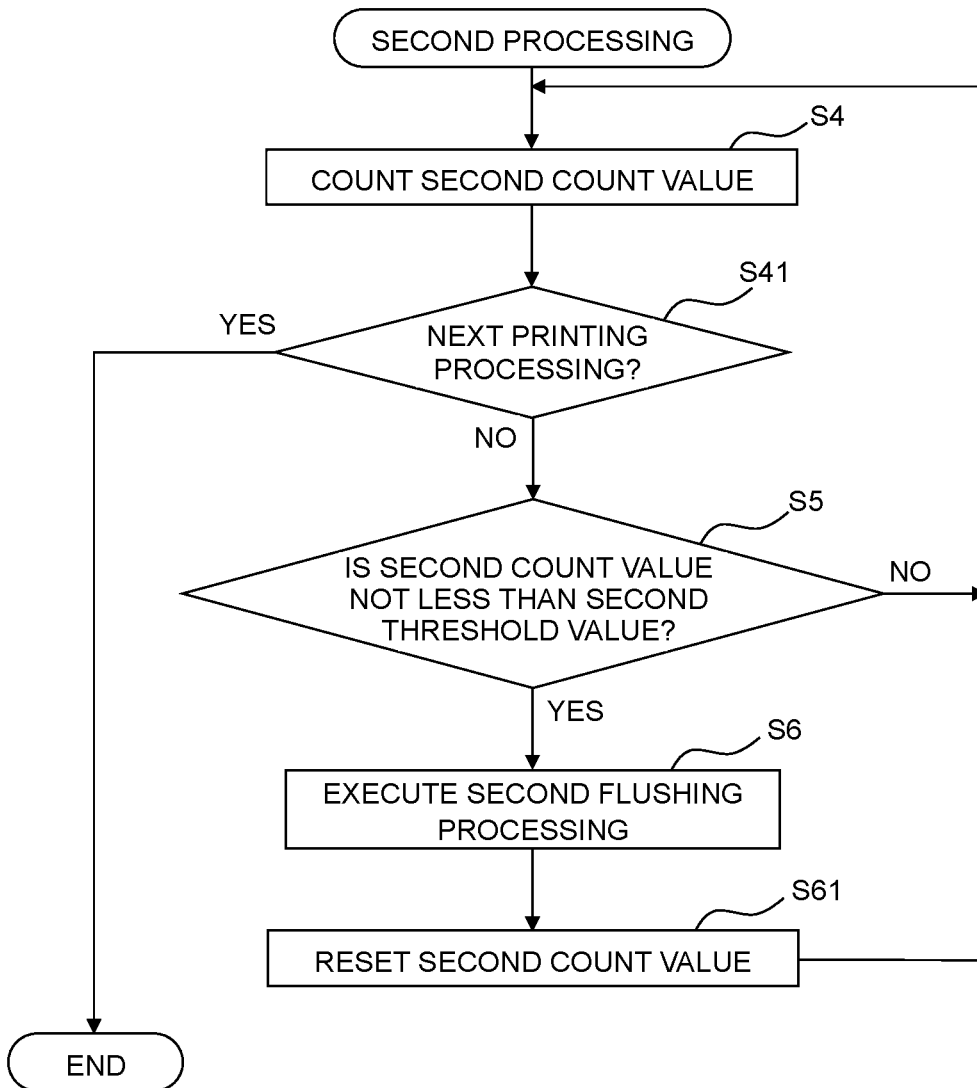 SECOND PROCESSING
S4
COUNT SECOND COUNT VALUE
S41
YES
NEXT PRINTING
PROCESSING?
NO
S5
IS SECOND COUNT VALUE
NOT LESS THAN SECOND
THRESHOLD VALUE?
NO
YES
S6
EXECUTE SECOND FLUSHING
PROCESSING
S61
RESET SECOND COUNT VALUE
END